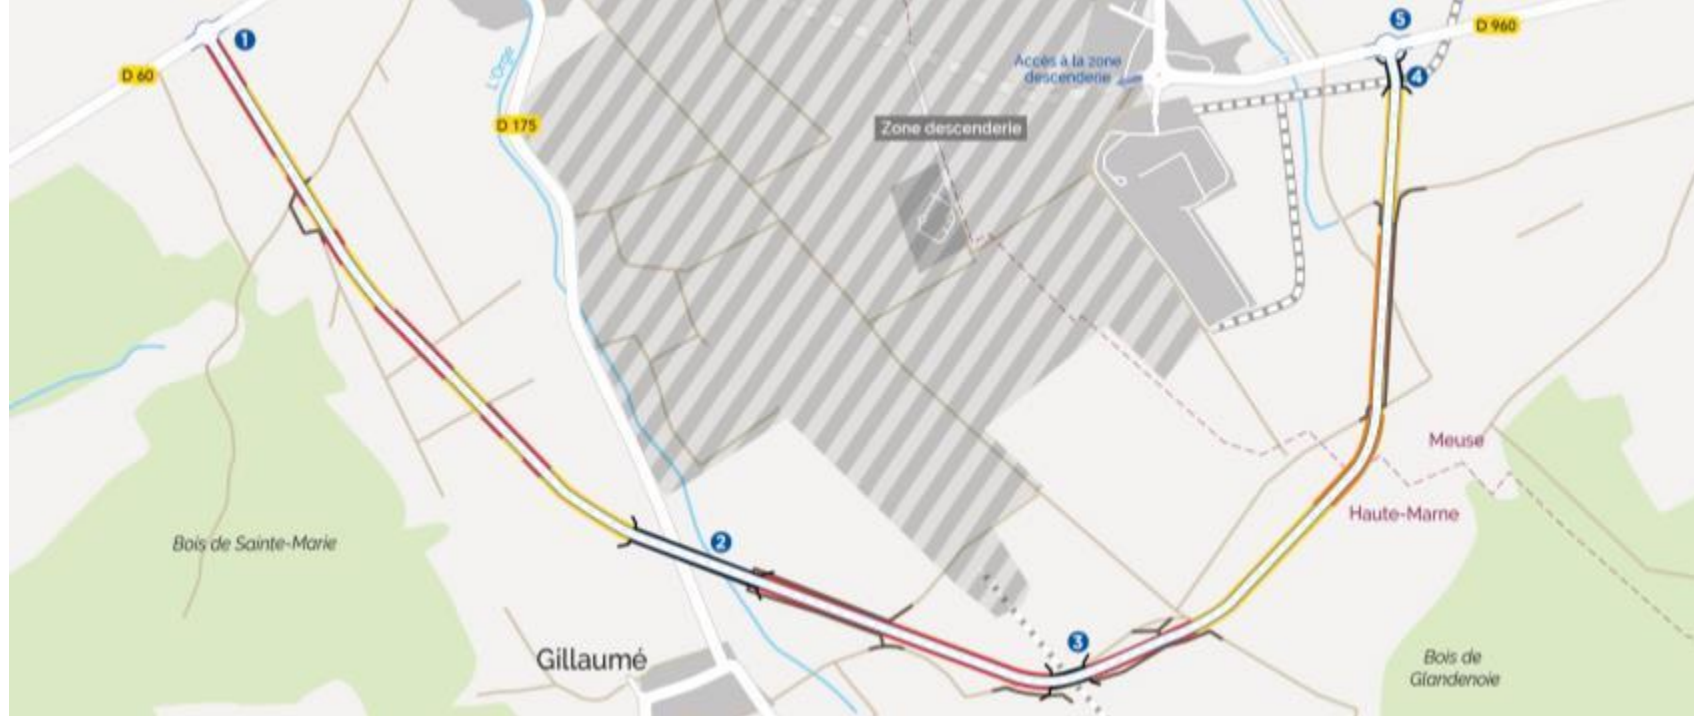 5
D 960
1
Accès à la zone
descenderie
D 60
4
L'Orge
D 175
Zone descenderie
Meuse
Haute-Marne
Bois de Sainte-Marie
2
3
Gillaumé
Bois de
Glandenoie